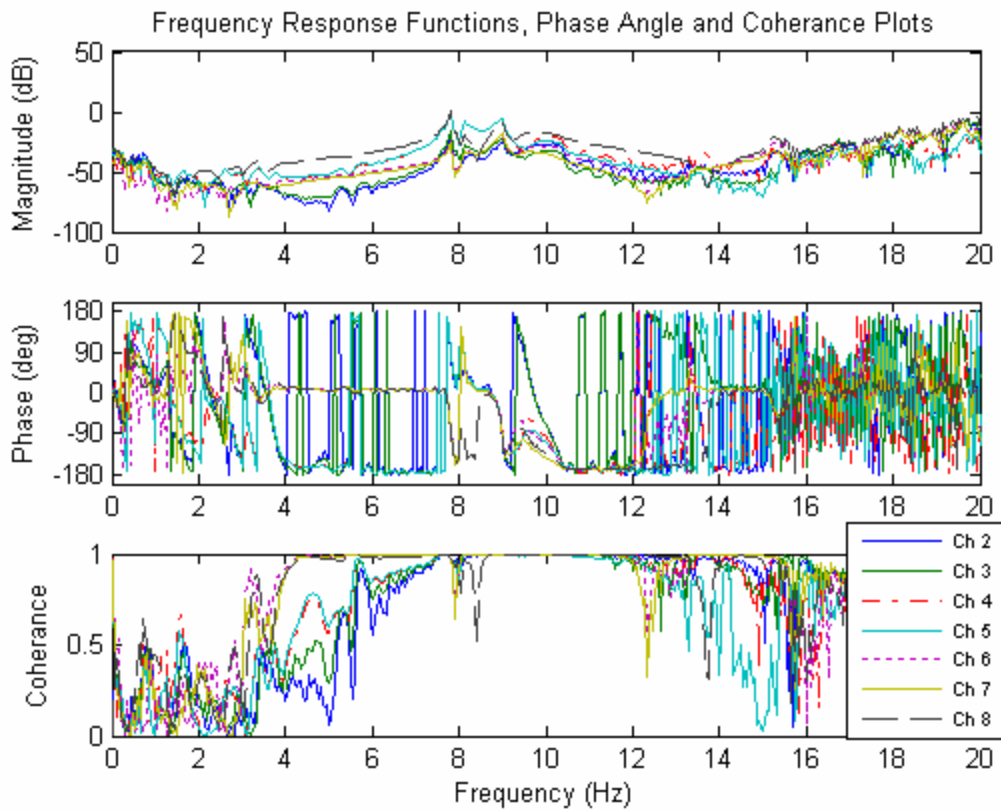 Frequency Response Functions, Phase Angle and Coherance Plots
Magnitude (dB)
50
0
-50
-100
0 2 4 6 8 10 12 14 16 18 20
Phase (deg)
180
90
0
-90
-180
0 2 4 6 8 10 12 14 16 18 20
Coherance
1
0.5
0
0 2 4 6 8 10 12 14 16 18 20
Frequency (Hz)
Ch 2
Ch 3
Ch 4
Ch 5
Ch 6
Ch 7
Ch 8